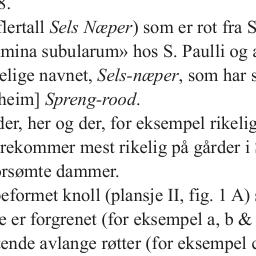 8.
flertall Sels Næper) som er rot fra S
mina subularum» hos S. Paulli og a
elige navnet, Sels-næper, som har s
heim] Spreng-rood.
der, her og der, for eksempel rikelig
rekommer mest rikelig på gårder i
rsømte dammer.
eformet knoll (plansje II, fig. 1 A) s
e er forgrenet (for eksempel a, b &
ende avlange røtter (for eksempel c